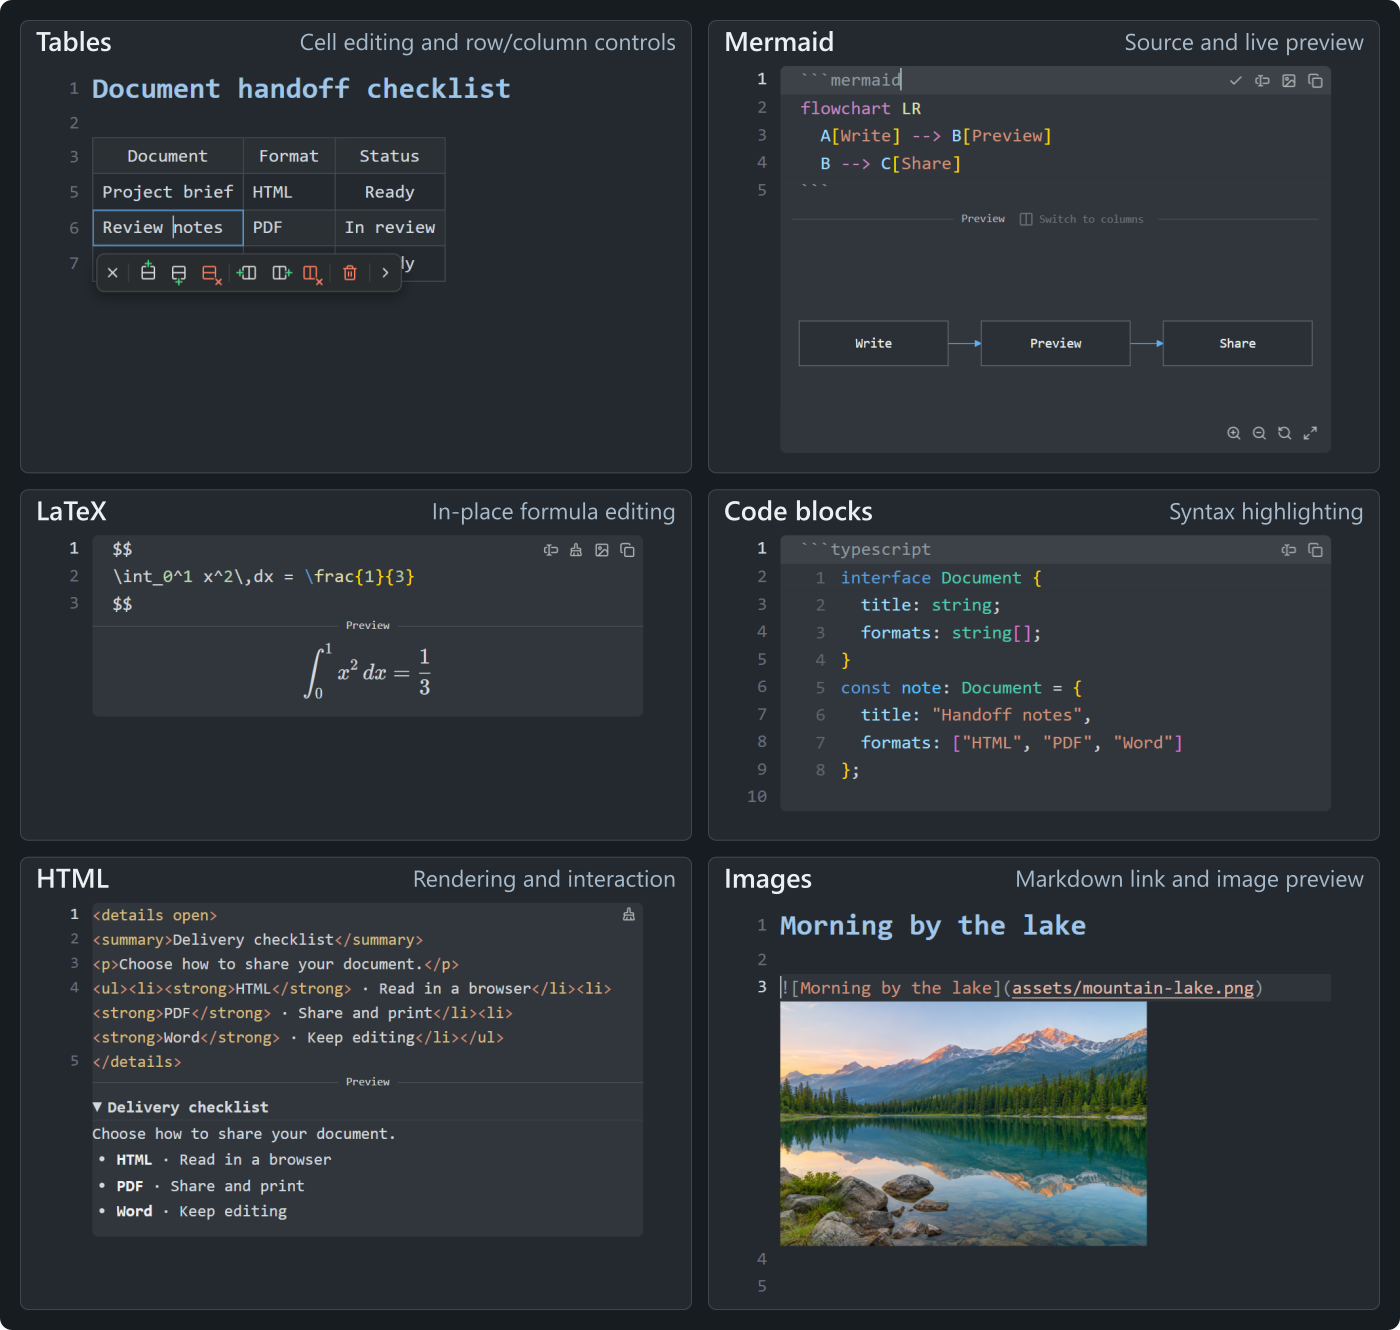 Tables Cell editing and row/column controls
1 Document handoff checklist
2
3 Document Format Status
5 Project brief HTML Ready
6 Review notes PDF In review
7 ly
Mermaid Source and live preview
1 ```mermaid
2 flowchart LR
3 A[Write] --> B[Preview]
4 B --> C[Share]
5 ```
Preview Switch to columns
Write Preview Share
LaTeX In-place formula editing
1 $$
2 \int_0^1 x^2\,dx = \frac{1}{3}
3 $$
Preview
∫₀¹ x² dx = 1/3
Code blocks Syntax highlighting
1 ```typescript
2 1 interface Document {
3 2 title: string;
4 3 formats: string[];
5 4 }
6 5 const note: Document = {
7 6 title: "Handoff notes",
8 7 formats: ["HTML", "PDF", "Word"]
9 8 };
10
HTML Rendering and interaction
1 <details open>
2 <summary>Delivery checklist</summary>
3 <p>Choose how to share your document.</p>
4 <ul><li><strong>HTML</strong> · Read in a browser</li><li>
<strong>PDF</strong> · Share and print</li><li>
<strong>Word</strong> · Keep editing</li></ul>
5 </details>
Preview
▼ Delivery checklist
Choose how to share your document.
• HTML · Read in a browser
• PDF · Share and print
• Word · Keep editing
Images Markdown link and image preview
1 Morning by the lake
2
3 ![Morning by the lake](assets/mountain-lake.png)
4
5